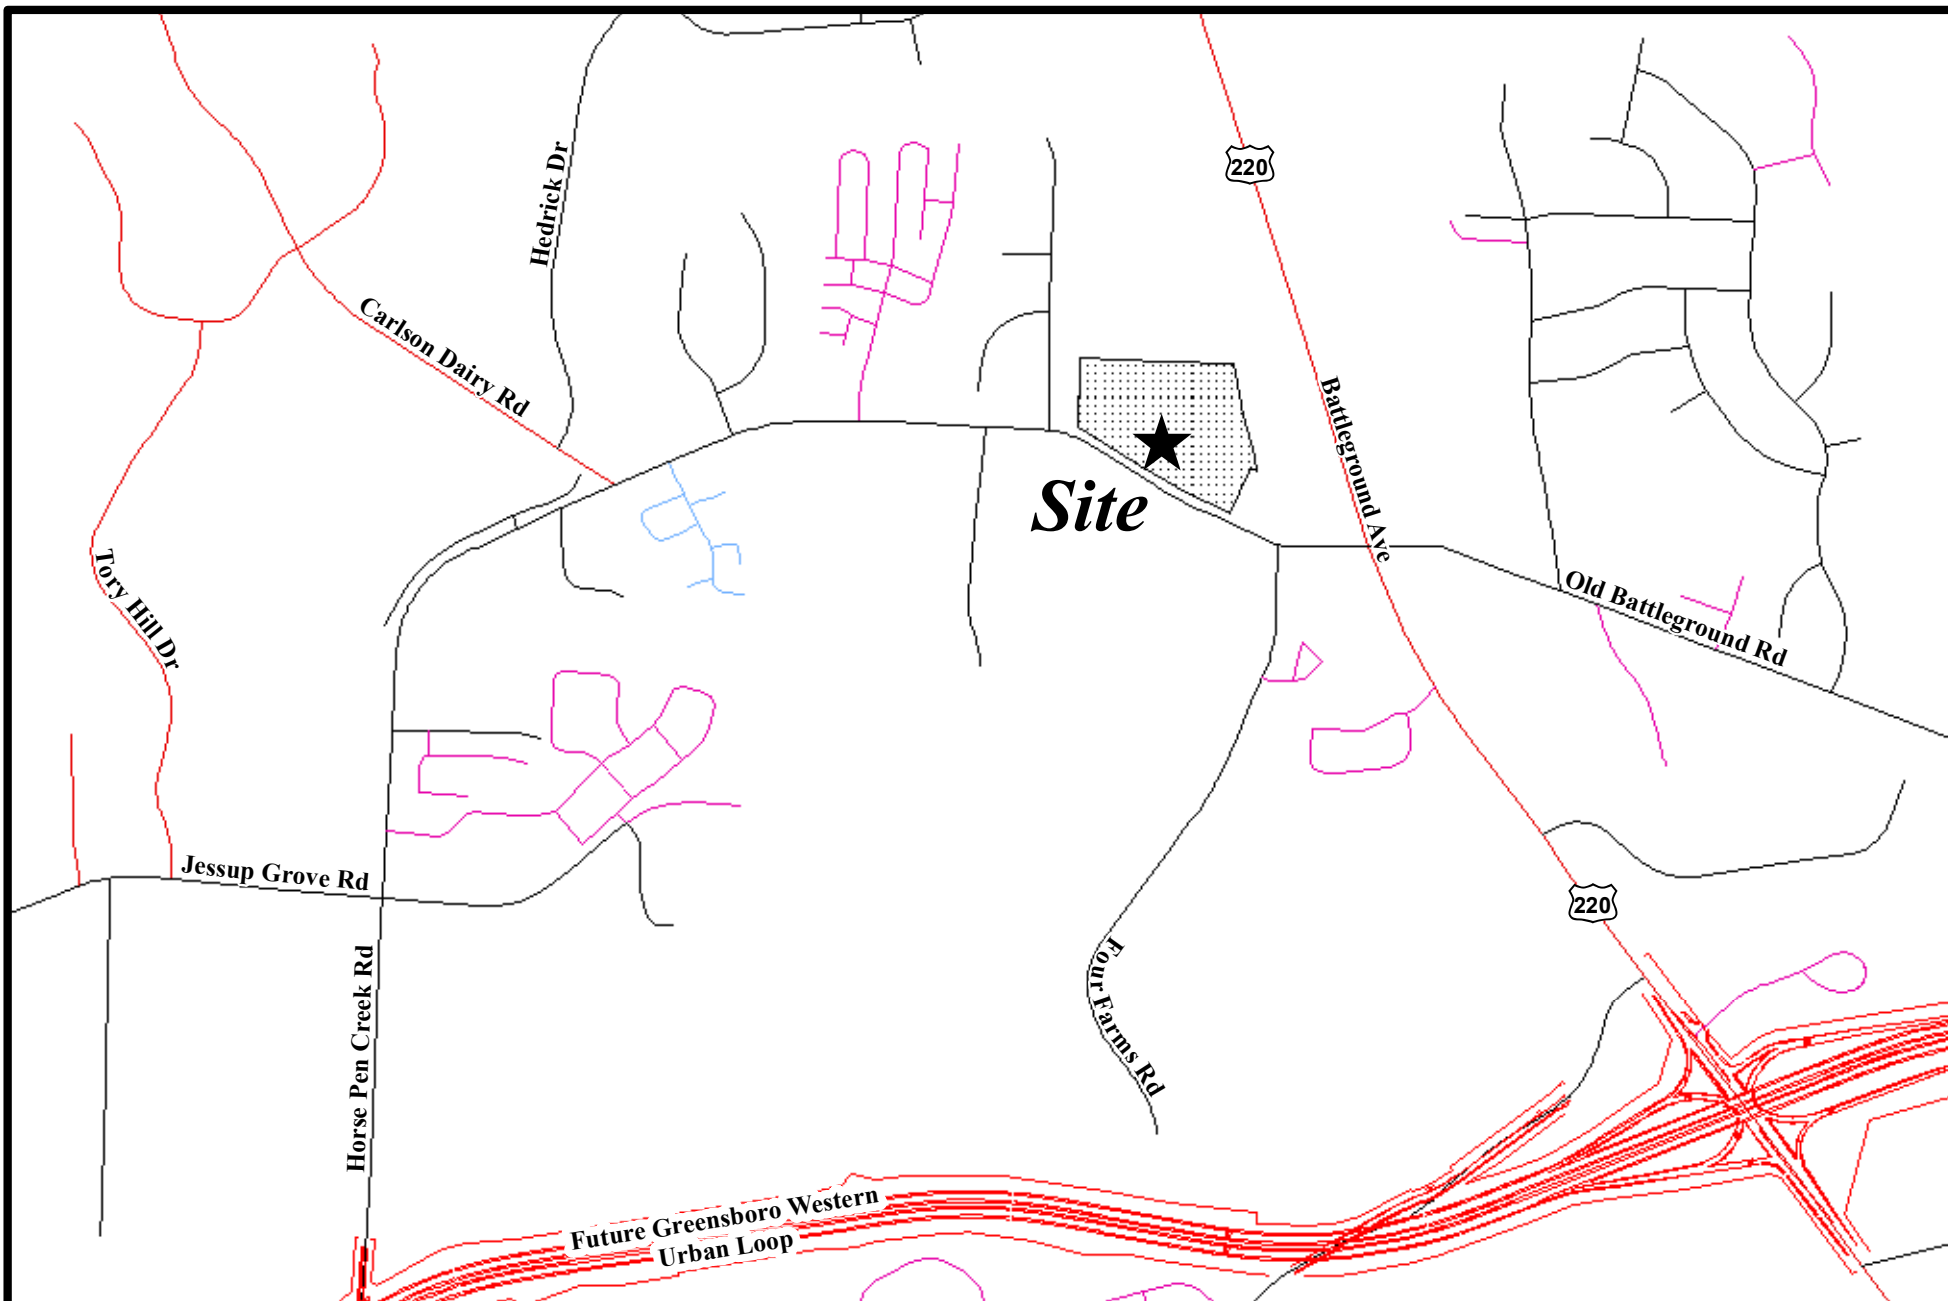 220
Hedrick Dr
Carlson Dairy Rd
Battleground Ave
Site
Tory Hill Dr
Old Battleground Rd
Jessup Grove Rd
220
Horse Pen Creek Rd
Four Farms Rd
Future Greensboro Western
Urban Loop